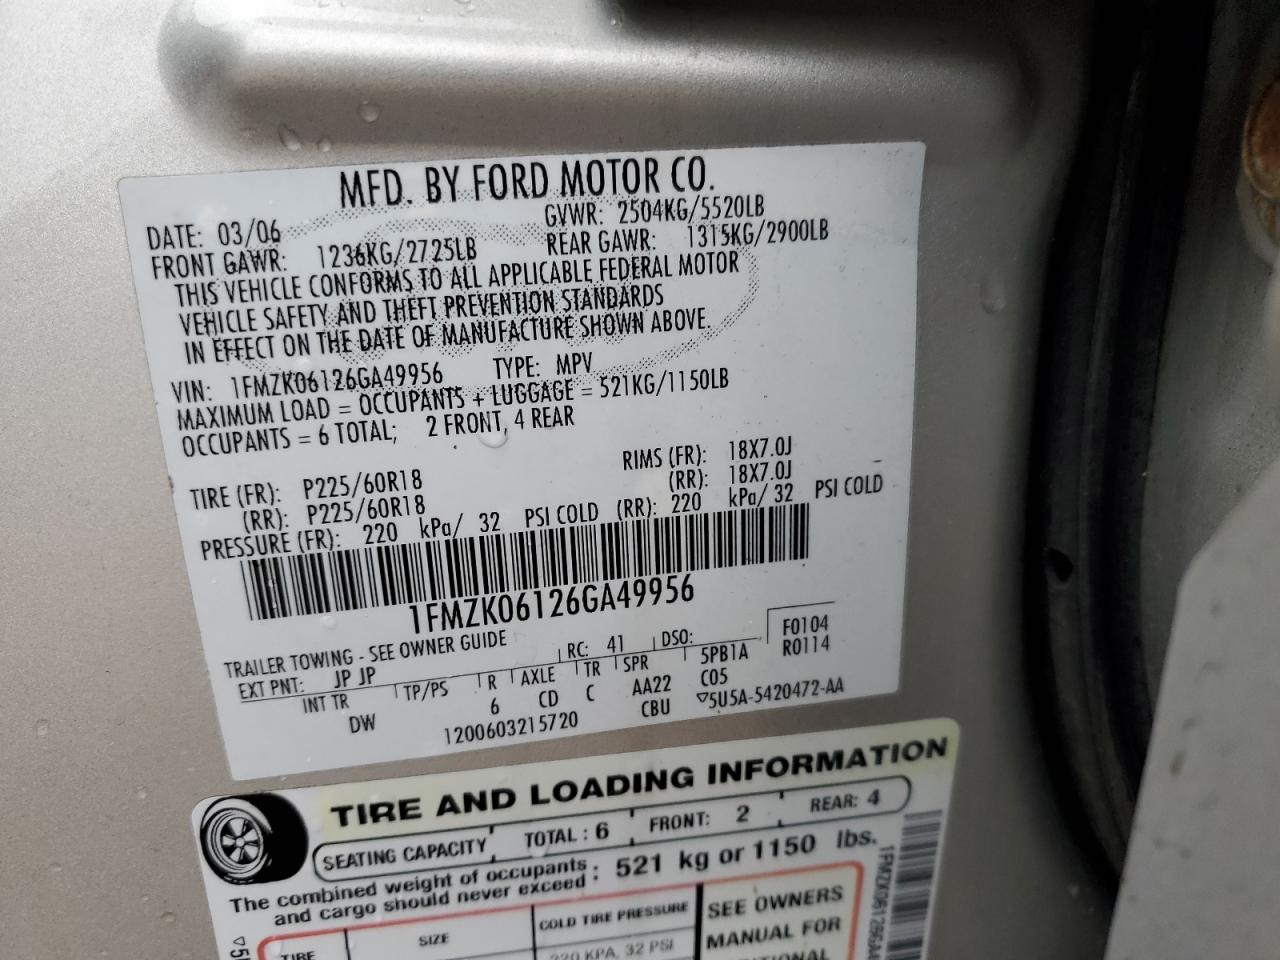 MFD. BY FORD MOTOR CO.
DATE: 03/06 GVWR: 2504KG/5520LB
FRONT GAWR: 1236KG/2725LB REAR GAWR: 1315KG/2900LB
THIS VEHICLE CONFORMS TO ALL APPLICABLE FEDERAL MOTOR
VEHICLE SAFETY AND THEFT PREVENTION STANDARDS
IN EFFECT ON THE DATE OF MANUFACTURE SHOWN ABOVE.
VIN: 1FMZK06126GA49956 TYPE: MPV
MAXIMUM LOAD = OCCUPANTS + LUGGAGE = 521KG/1150LB
OCCUPANTS = 6 TOTAL; 2 FRONT, 4 REAR
TIRE (FR): P225/60R18 RIMS (FR): 18X7.0J
(RR): P225/60R18 (RR): 18X7.0J
PRESSURE (FR): 220 kPa/ 32 PSI COLD (RR): 220 kPa/ 32 PSI COLD
1FMZK06126GA49956
TRAILER TOWING - SEE OWNER GUIDE
EXT PNT: JP JP RC: 41 DSO: F0104
INT TR TP/PS R AXLE TR SPR 5PB1A R0114
DW 6 CD C AA22 C05
1200603215720 CBU ▽5U5A-5420472-AA
TIRE AND LOADING INFORMATION
SEATING CAPACITY TOTAL: 6 FRONT: 2 REAR: 4
The combined weight of occupants and cargo should never exceed: 521 kg or 1150 lbs.
TIRE SIZE COLD TIRE PRESSURE SEE OWNERS
220 KPA, 32 PSI MANUAL FOR